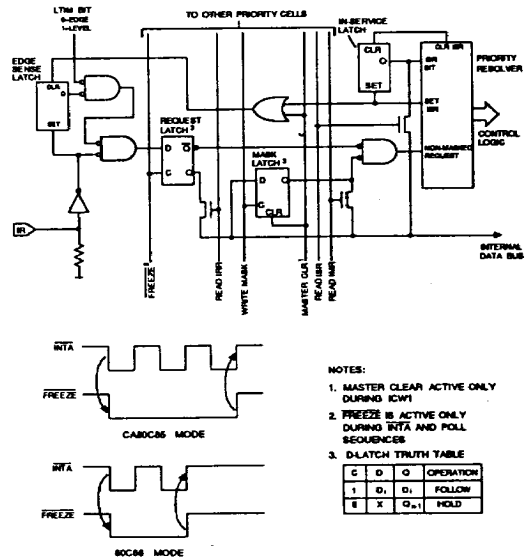 LTIM BIT
0=EDGE
1=LEVEL
TO OTHER PRIORITY CELLS
IN-SERVICE
LATCH
CLR ISR
CLR
Q
SET
ISR
BIT
PRIORITY
RESOLVER
EDGE
SENSE
LATCH
CLR
Q
SET
SET
ISR
CONTROL
LOGIC
REQUEST
LATCH 3
D Q
C Q
MASK
LATCH 3
D Q
C
CLR
NON-MASKED
REQUEST
IR
INTERNAL
DATA BUS
FREEZE 2
READ IRR
WRITE MASK
MASTER CLR 1
READ ISR
READ IMR
INTA
FREEZE
CA80C85 MODE
INTA
FREEZE
80C86 MODE
NOTES:
1. MASTER CLEAR ACTIVE ONLY
DURING ICW1
2. FREEZE IS ACTIVE ONLY
DURING INTA AND POLL
SEQUENCES
3. D-LATCH TRUTH TABLE
C D Q OPERATION
1 Di Di FOLLOW
0 X Qn-1 HOLD